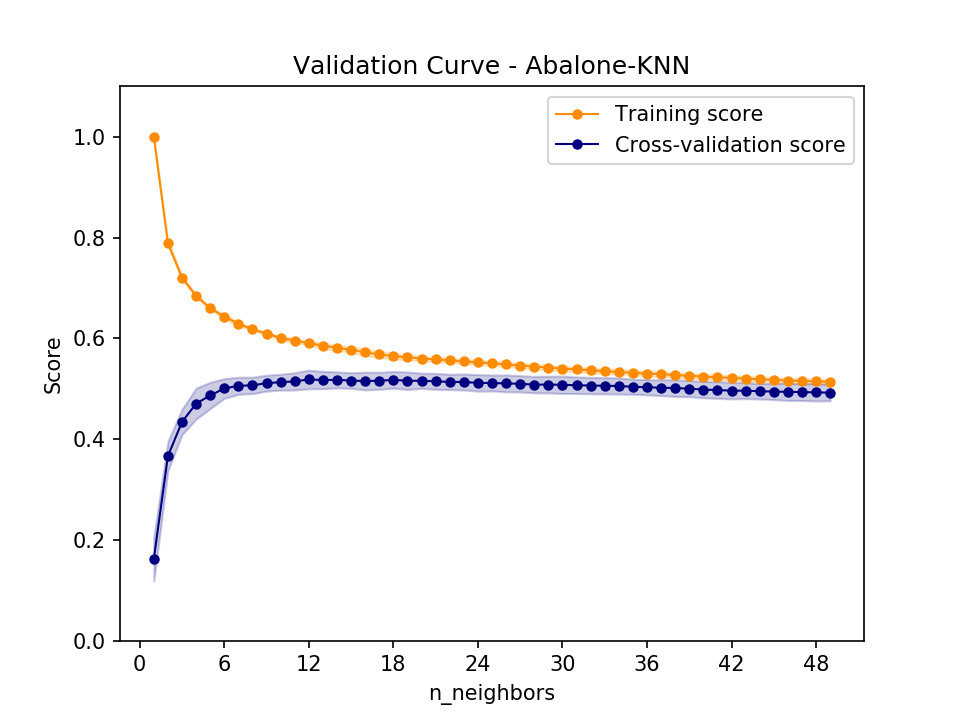 Validation Curve - Abalone-KNN
Training score
Cross-validation score
1.0
0.8
0.6
0.4
0.2
0.0
Score
0 6 12 18 24 30 36 42 48
n_neighbors